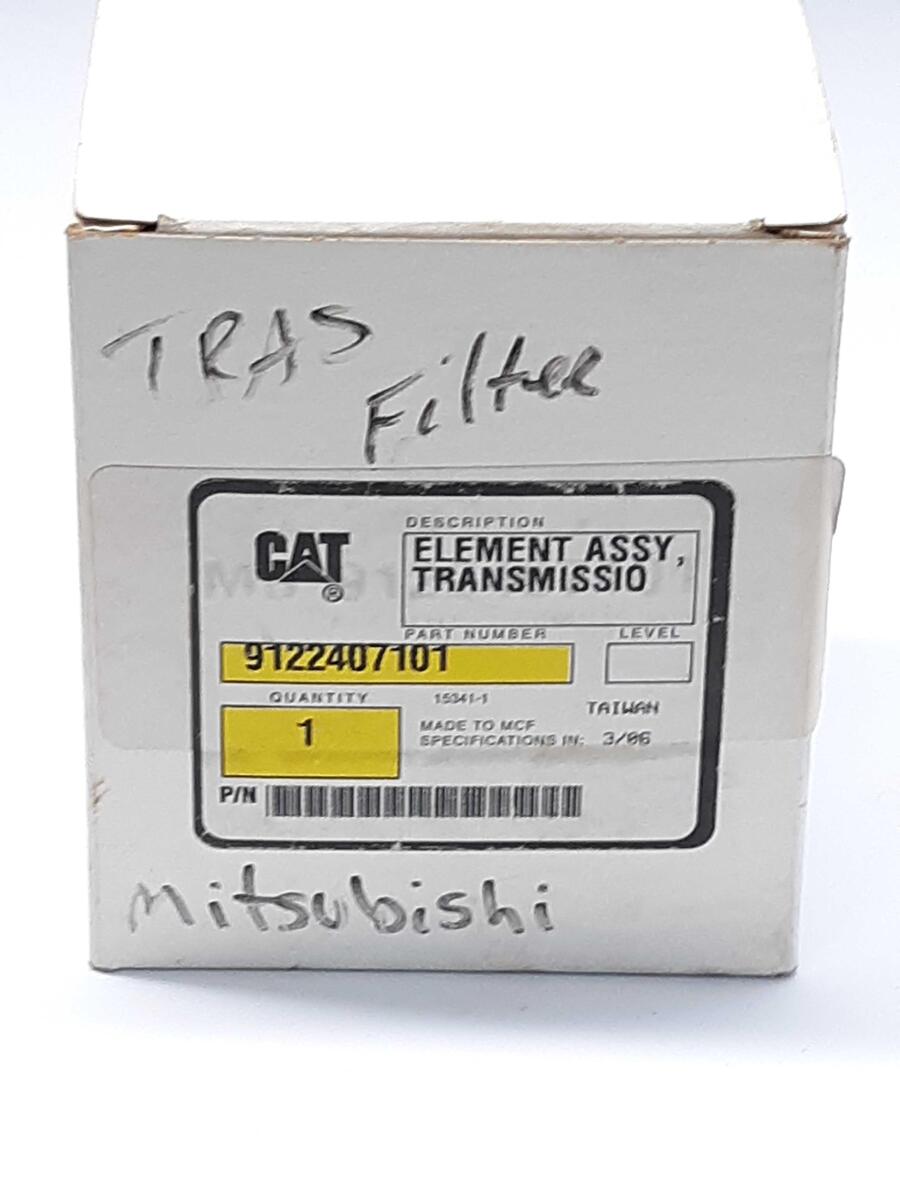 TRAS
Filter
DESCRIPTION
CAT
®
ELEMENT ASSY,
TRANSMISSIO
PART NUMBER
LEVEL
9122407101
QUANTITY
15341-1
TAIWAN
1
MADE TO MCF
SPECIFICATIONS IN: 3/06
P/N
Mitsubishi